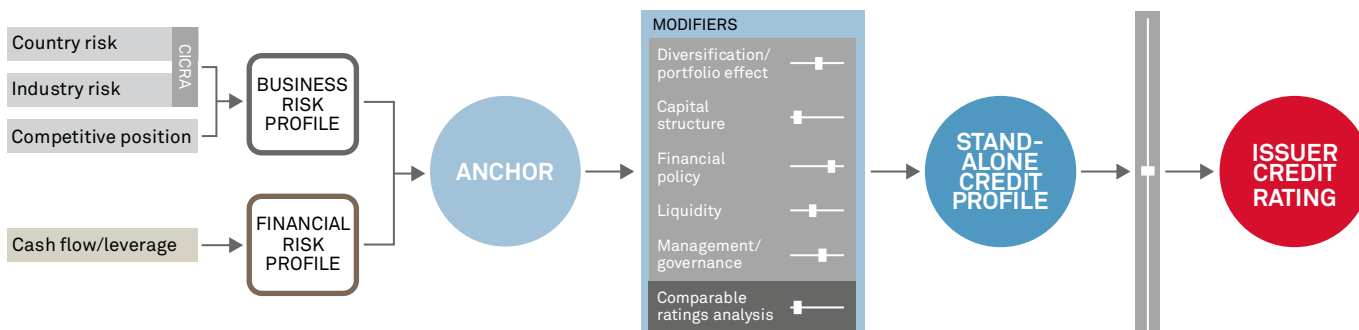 Country risk
Industry risk
CICRA
Competitive position
Cash flow/leverage
BUSINESS
RISK
PROFILE
FINANCIAL
RISK
PROFILE
ANCHOR
MODIFIERS
Diversification/
portfolio effect
Capital
structure
Financial
policy
Liquidity
Management/
governance
Comparable
ratings analysis
STAND-
ALONE
CREDIT
PROFILE
ISSUER
CREDIT
RATING